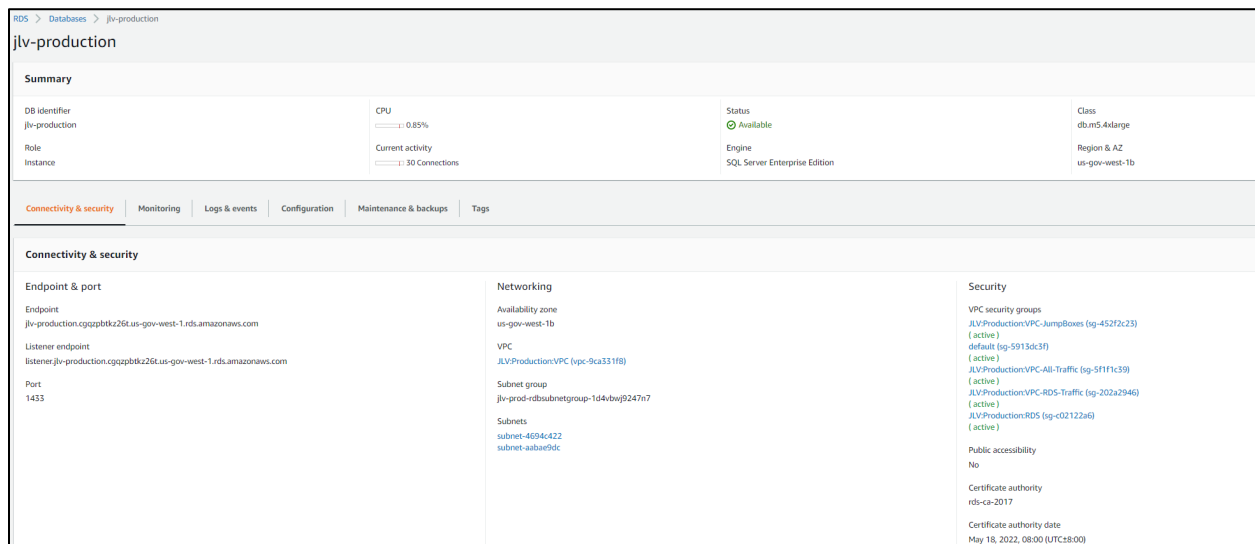 RDS > Databases > jlv-production
jlv-production
Summary
DB identifier
jlv-production
CPU
0.85%
Status
Available
Class
db.m5.4xlarge
Role
Instance
Current activity
30 Connections
Engine
SQL Server Enterprise Edition
Region & AZ
us-gov-west-1b
Connectivity & security
Monitoring
Logs & events
Configuration
Maintenance & backups
Tags
Connectivity & security
Endpoint & port
Endpoint
jlv-production.cgqzpbtkz26t.us-gov-west-1.rds.amazonaws.com
Listener endpoint
listener.jlv-production.cgqzpbtkz26t.us-gov-west-1.rds.amazonaws.com
Port
1433
Networking
Availability zone
us-gov-west-1b
VPC
JLV:Production:VPC (vpc-9ca331f8)
Subnet group
jlv-prod-rdbsubnetgroup-1d4vbwj9247n7
Subnets
subnet-4694c422
subnet-aabae9dc
Security
VPC security groups
JLV:Production:VPC-JumpBoxes (sg-452f2c23)
( active )
default (sg-5913dc3f)
( active )
JLV:Production:VPC-All-Traffic (sg-5f1f1c39)
( active )
JLV:Production:VPC-RDS-Traffic (sg-202a2946)
( active )
JLV:Production:RDS (sg-c02122a6)
( active )
Public accessibility
No
Certificate authority
rds-ca-2017
Certificate authority date
May 18, 2022, 08:00 (UTC±8:00)